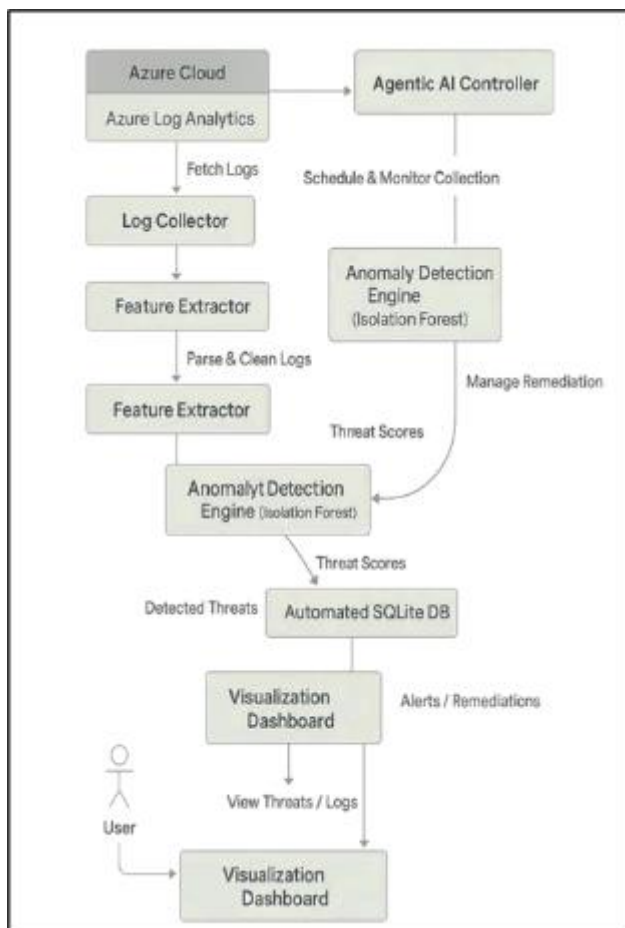 Azure Cloud
Agentic AI Controller
Azure Log Analytics
Fetch Logs
Schedule & Monitor Collection
Log Collector
Anomaly Detection
Engine
(Isolation Forest)
Feature Extractor
Parse & Clean Logs
Manage Remediation
Feature Extractor
Threat Scores
Anomalyt Detection
Engine (Isolation Forest)
Threat Scores
Detected Threats
Automated SQLite DB
Visualization
Dashboard
Alerts / Remediations
View Threats / Logs
User
Visualization
Dashboard